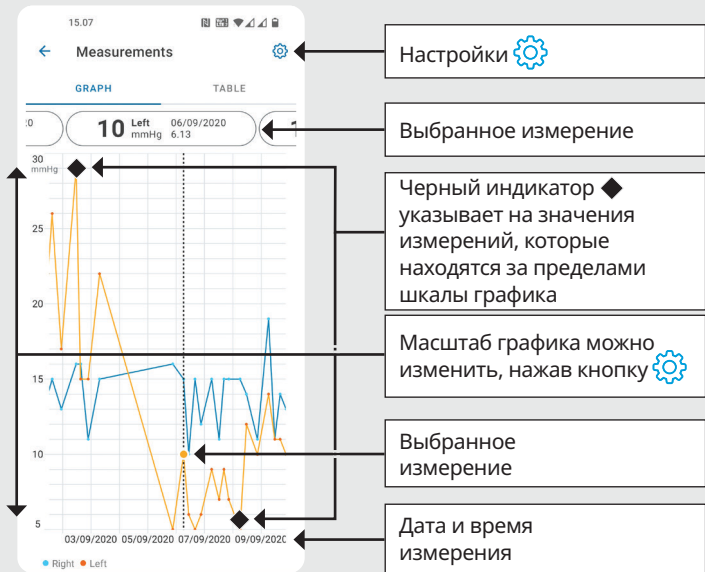 15.07
Measurements
GRAPH TABLE
10 Left mmHg 06/09/2020 6.13
30
mmHg
25
20
15
10
5
03/09/2020 05/09/2020 07/09/2020 09/09/2020
Right Left
Настройки
Выбранное измерение
Черный индикатор ◆
указывает на значения
измерений, которые
находятся за пределами
шкалы графика
Масштаб графика можно
изменить, нажав кнопку
Выбранное
измерение
Дата и время
измерения